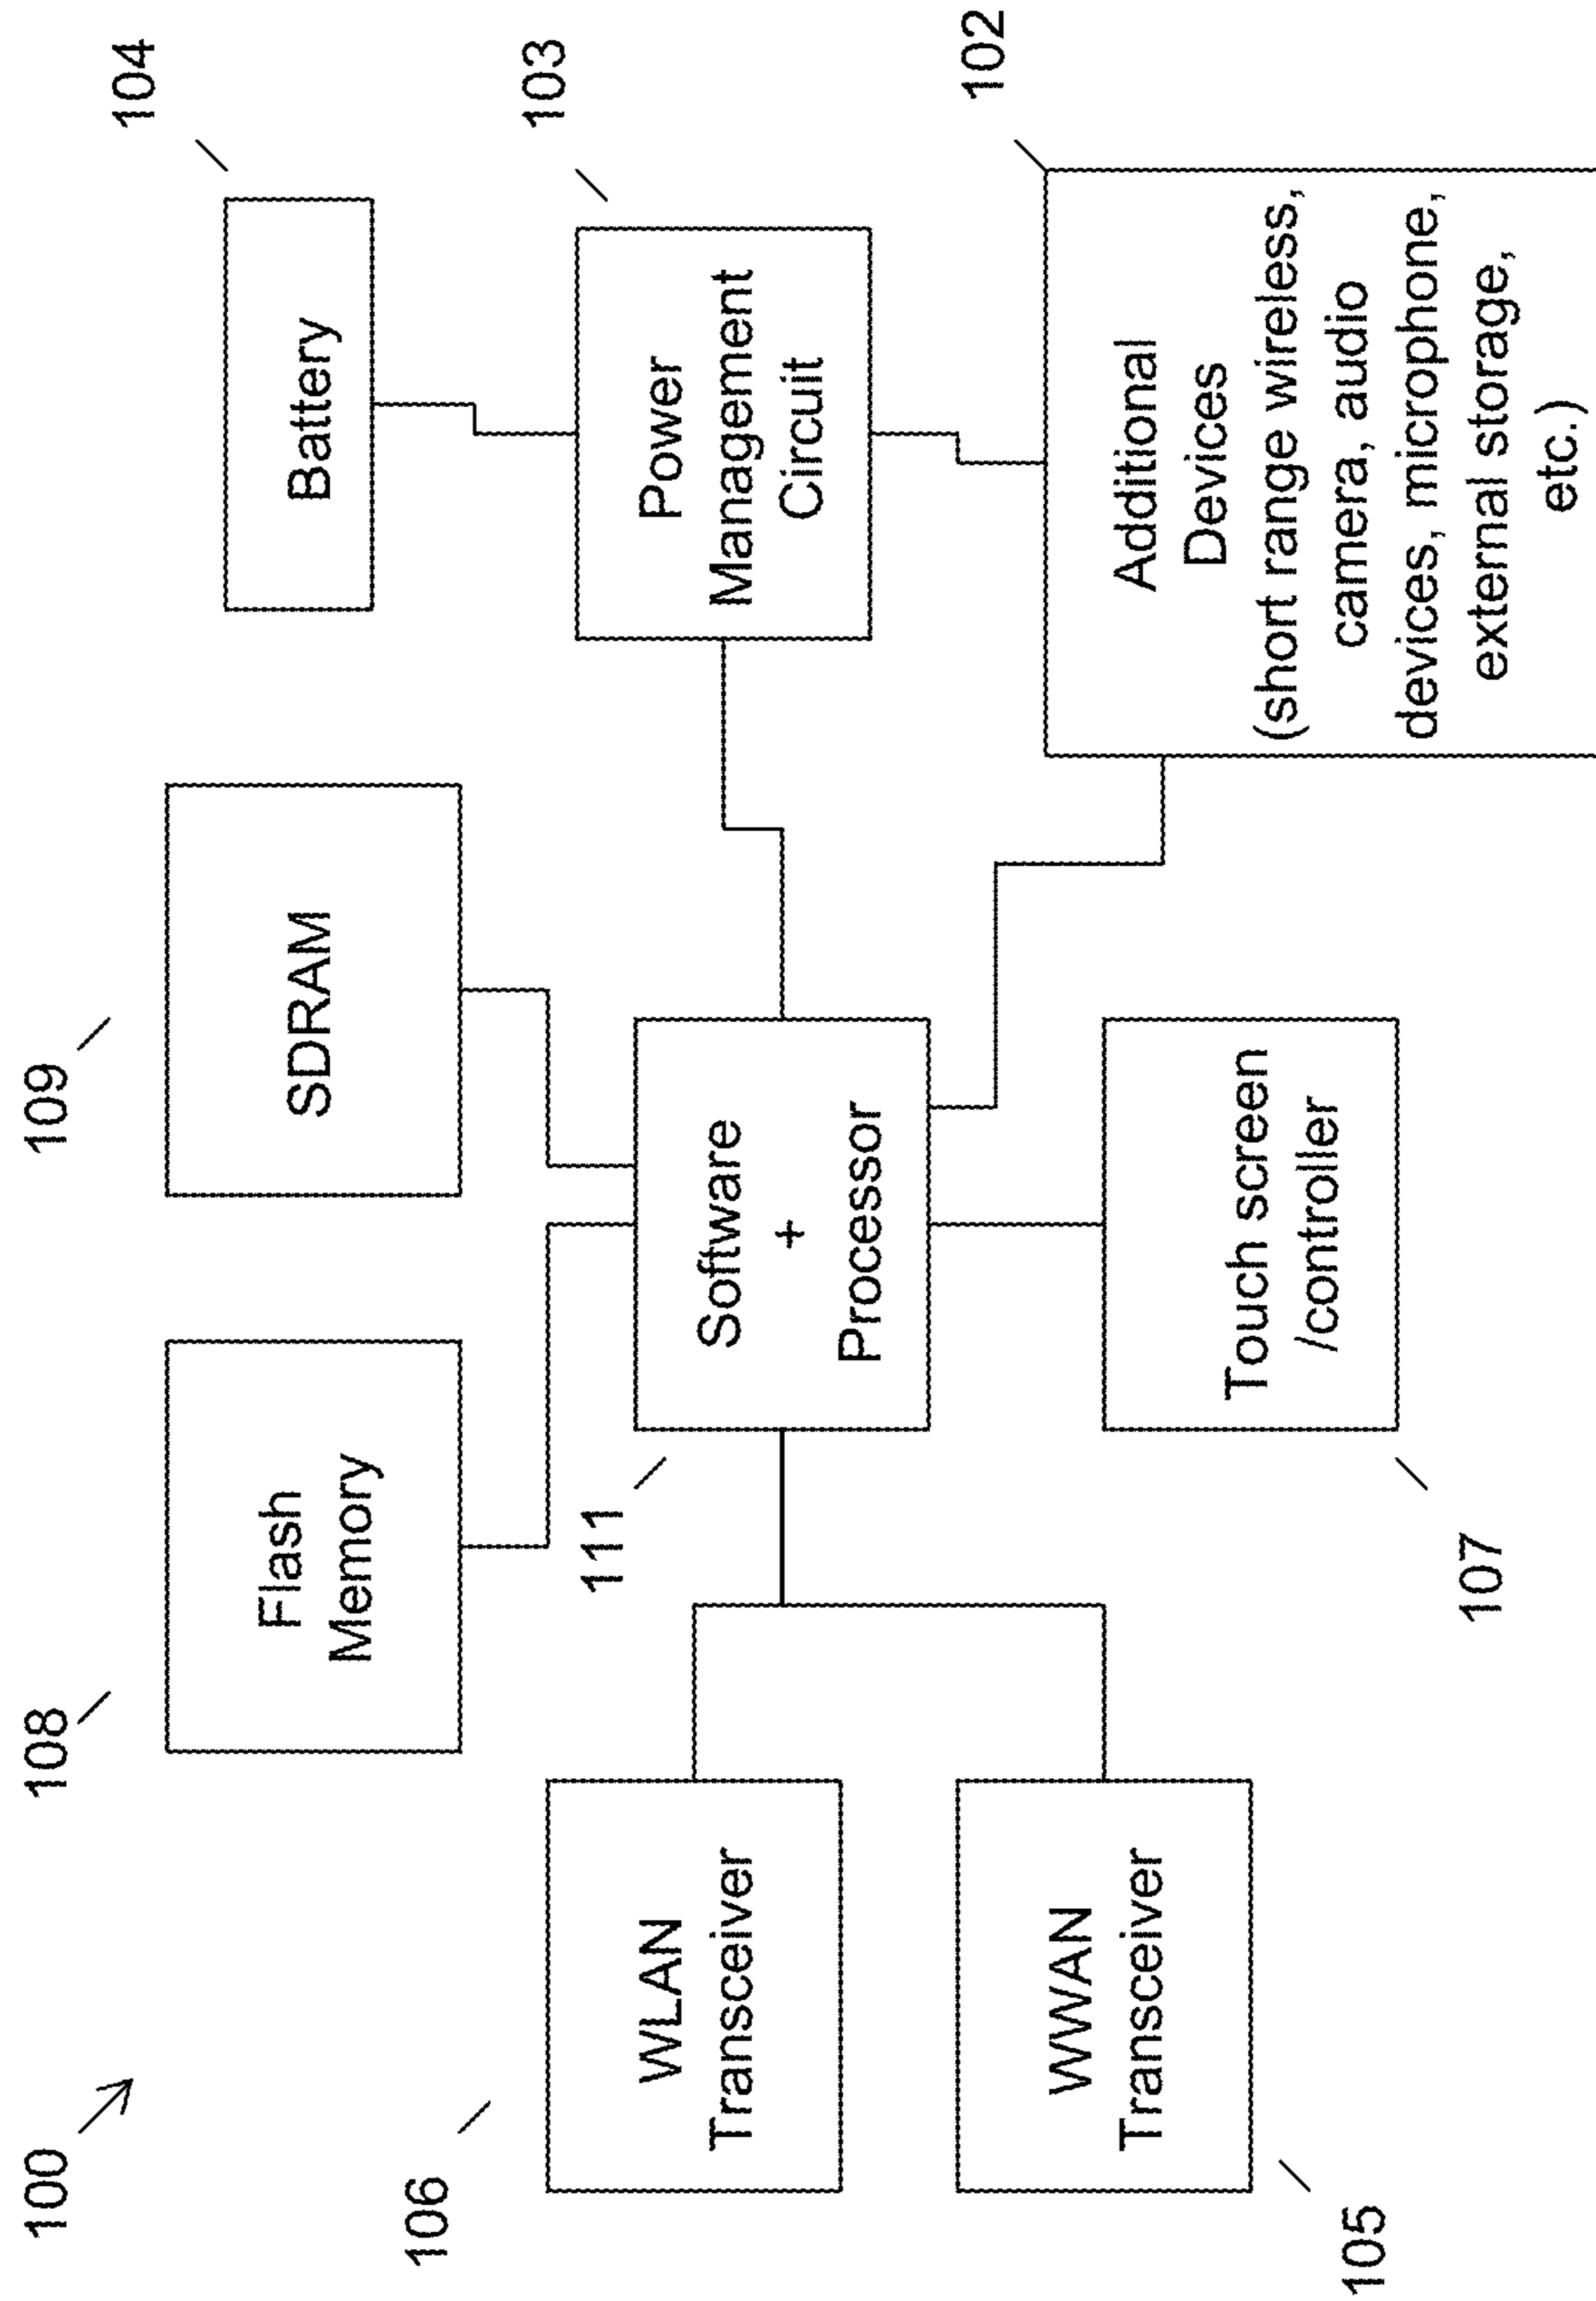 100
108
109
104
Flash
Memory
SDRAM
Battery
106
111
103
WLAN
Transceiver
Software
+
Processor
Power
Management
Circuit
105
WWAN
Transceiver
107
Touch screen
/controller
102
Additional
Devices
(short range wireless,
camera, audio
devices, microphone,
external storage,
etc.)